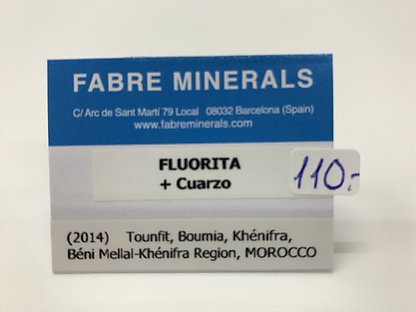 FABRE MINERALS
C/ Arc de Sant Martí 79 Local 08032 Barcelona (Spain)
www.fabreminerals.com
FLUORITA
+ Cuarzo
110.-
(2014) Tounfit, Boumia, Khénifra,
Béni Mellal-Khénifra Region, MOROCCO